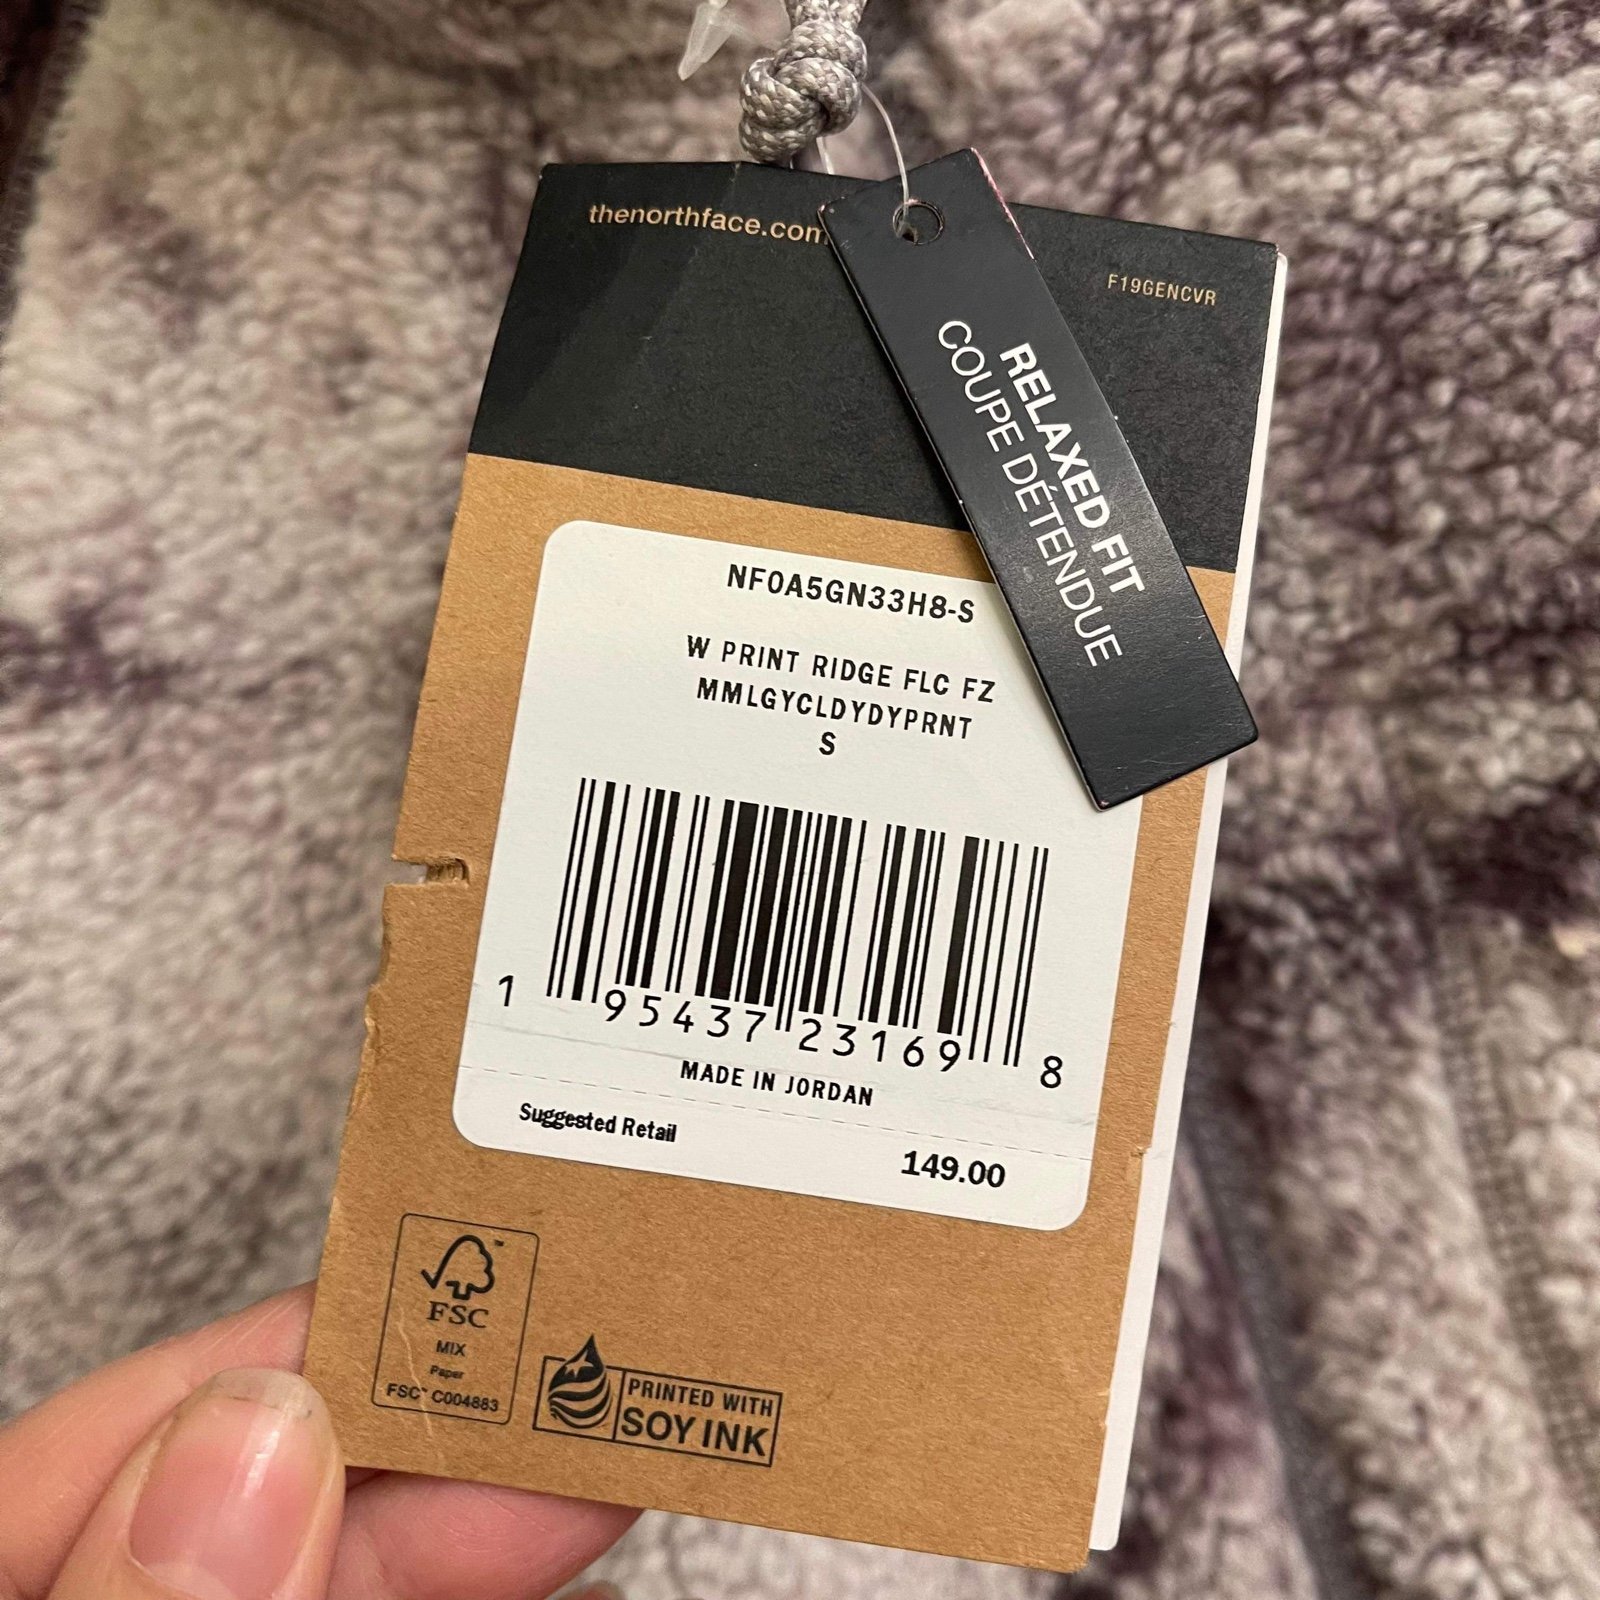 thenorthface.com
F19GENCVR
RELAXED FIT
COUPE DÉTENDUE
NF0A5GN33H8-S
W PRINT RIDGE FLC FZ
MMLGYCLDYDYPRNT
S
1 95437 23169 8
MADE IN JORDAN
Suggested Retail
149.00
FSC
MIX
Paper
FSC™ C004883
PRINTED WITH
SOY INK